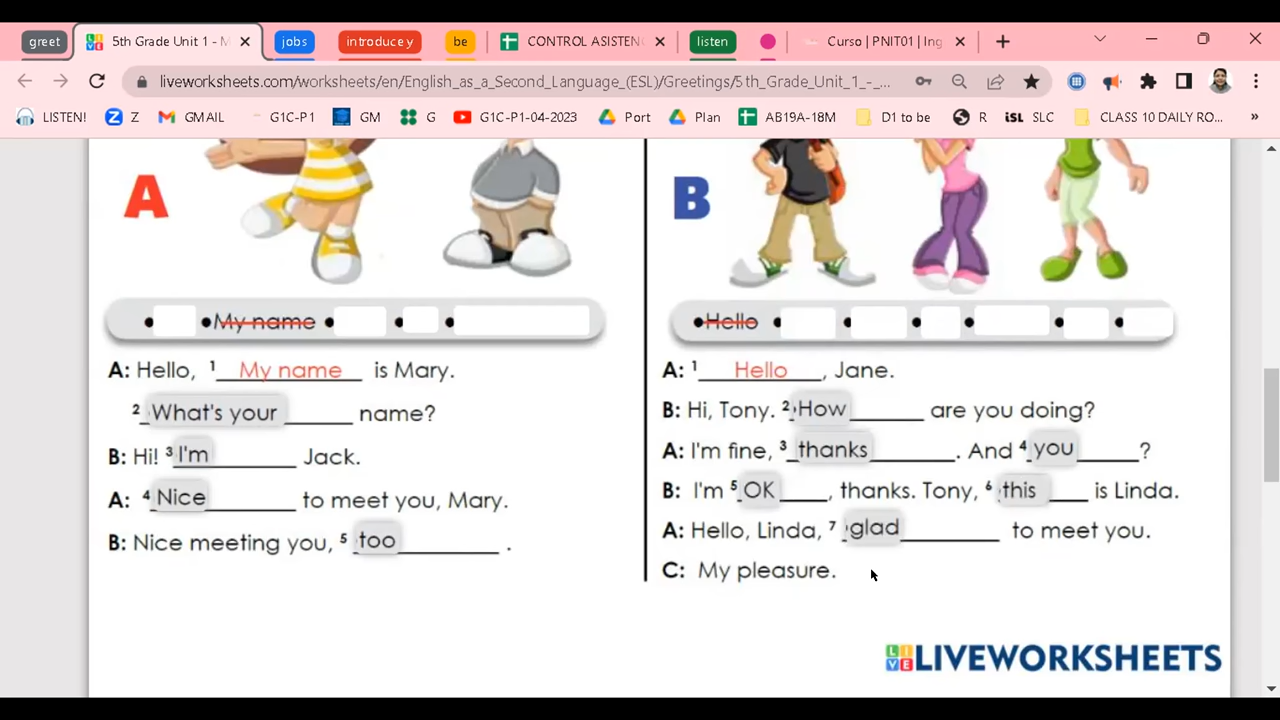 greet
5th Grade Unit 1 - M
jobs
introduce y
be
CONTROL ASISTEN
listen
Curso | PNIT01 | Ing
liveworksheets.com/worksheets/en/English_as_a_Second_Language_(ESL)/Greetings/5th_Grade_Unit_1_-_...
LISTEN!
Z
GMAIL
G1C-P1
GM
G
G1C-P1-04-2023
Port
Plan
AB19A-18M
D1 to be
R
SEC
CLASS 10 DAILY RO...
A
• • My name • • •
A: Hello, 1 My name is Mary.
2 What's your name?
B: Hi! 3 I'm Jack.
A: 4 Nice to meet you, Mary.
B: Nice meeting you, 5 too .
B
• Hello • • • • • •
A: 1 Hello, Jane.
B: Hi, Tony. 2 How are you doing?
A: I'm fine, 3 thanks. And 4 you ?
B: I'm 5 OK, thanks. Tony, 6 this is Linda.
A: Hello, Linda, 7 glad to meet you.
C: My pleasure.
LIVEWORKSHEETS